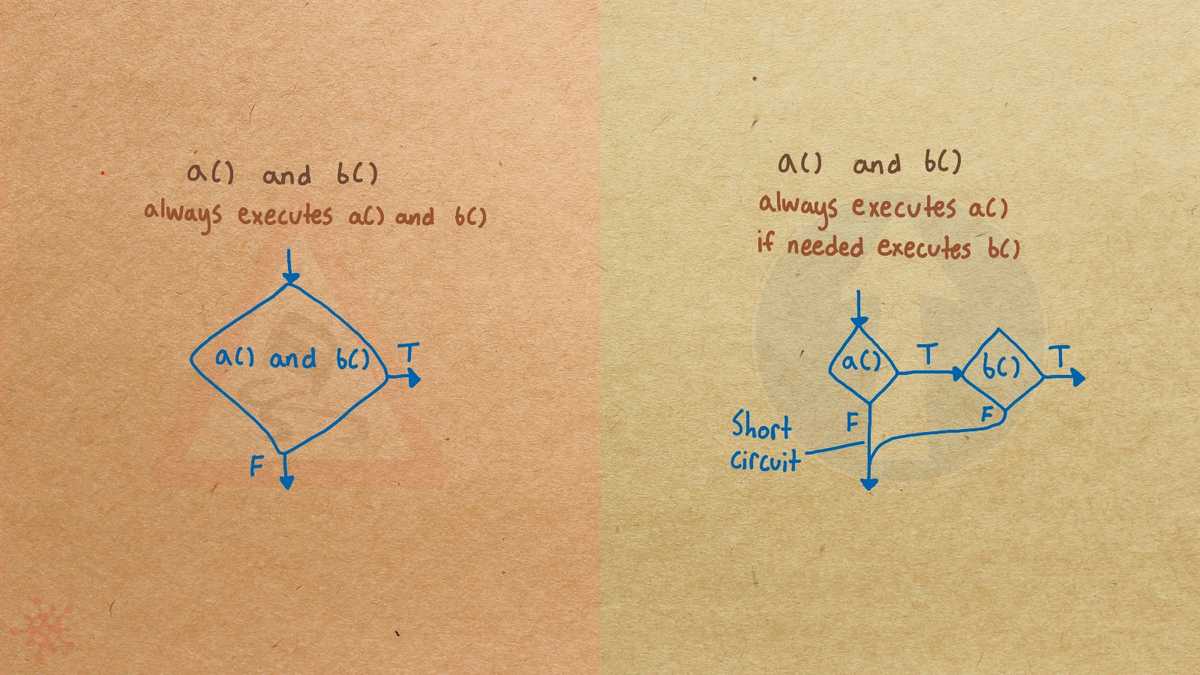 a() and b()
always executes a() and b()
a() and b()
T
F
a() and b()
always executes a()
if needed executes b()
a()
T
b()
T
F
F
Short
circuit